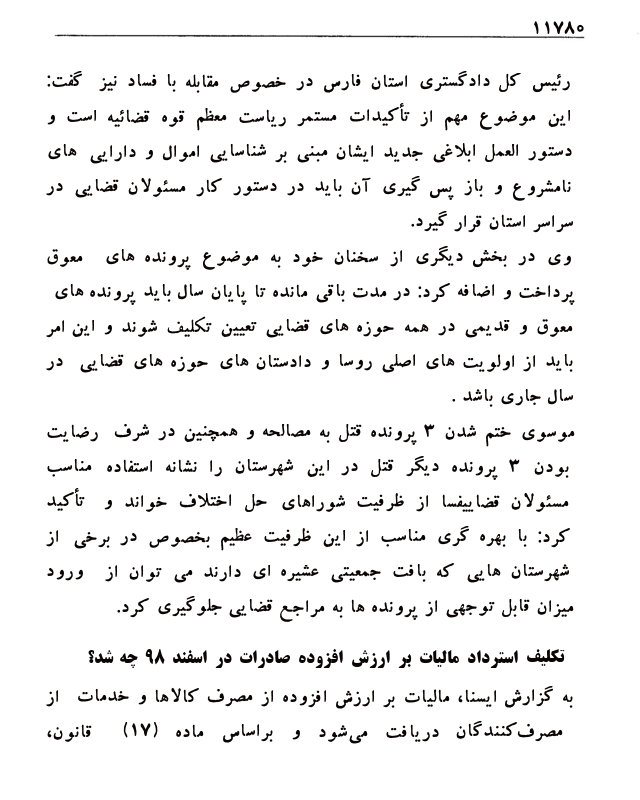 ۱۱۷۸۰
رئیس کل دادگستری استان فارس در خصوص مقابله با فساد نیز گفت:
این موضوع مهم از تأکیدات مستمر ریاست معظم قوه قضائیه است و
دستور العمل ابلاغی جدید ایشان مبنی بر شناسایی اموال و دارایی های
نامشروع و باز پس گیری آن باید در دستور کار مسئولان قضایی در
سراسر استان قرار گیرد.
وی در بخش دیگری از سخنان خود به موضوع پرونده های معوق
پرداخت و اضافه کرد: در مدت باقی مانده تا پایان سال باید پرونده های
معوق و قدیمی در همه حوزه های قضایی تعیین تکلیف شوند و این امر
باید از اولویت های اصلی روسا و دادستان های حوزه های قضایی در
سال جاری باشد .
موسوی ختم شدن ۳ پرونده قتل به مصالحه و همچنین در شرف رضایت
بودن ۳ پرونده دیگر قتل در این شهرستان را نشانه استفاده مناسب
مسئولان قضاییفسا از ظرفیت شوراهای حل اختلاف خواند و تأکید
کرد: با بهره گری مناسب از این ظرفیت عظیم بخصوص در برخی از
شهرستان هایی که بافت جمعیتی عشیره ای دارند می توان از ورود
میزان قابل توجهی از پرونده ها به مراجع قضایی جلوگیری کرد.
تکلیف استرداد مالیات بر ارزش افزوده صادرات در اسفند ۹۸ چه شد؟
به گزارش ایسنا، مالیات بر ارزش افزوده از مصرف کالاها و خدمات از
مصرف‌کنندگان دریافت می‌شود و براساس ماده (۱۷) قانون،